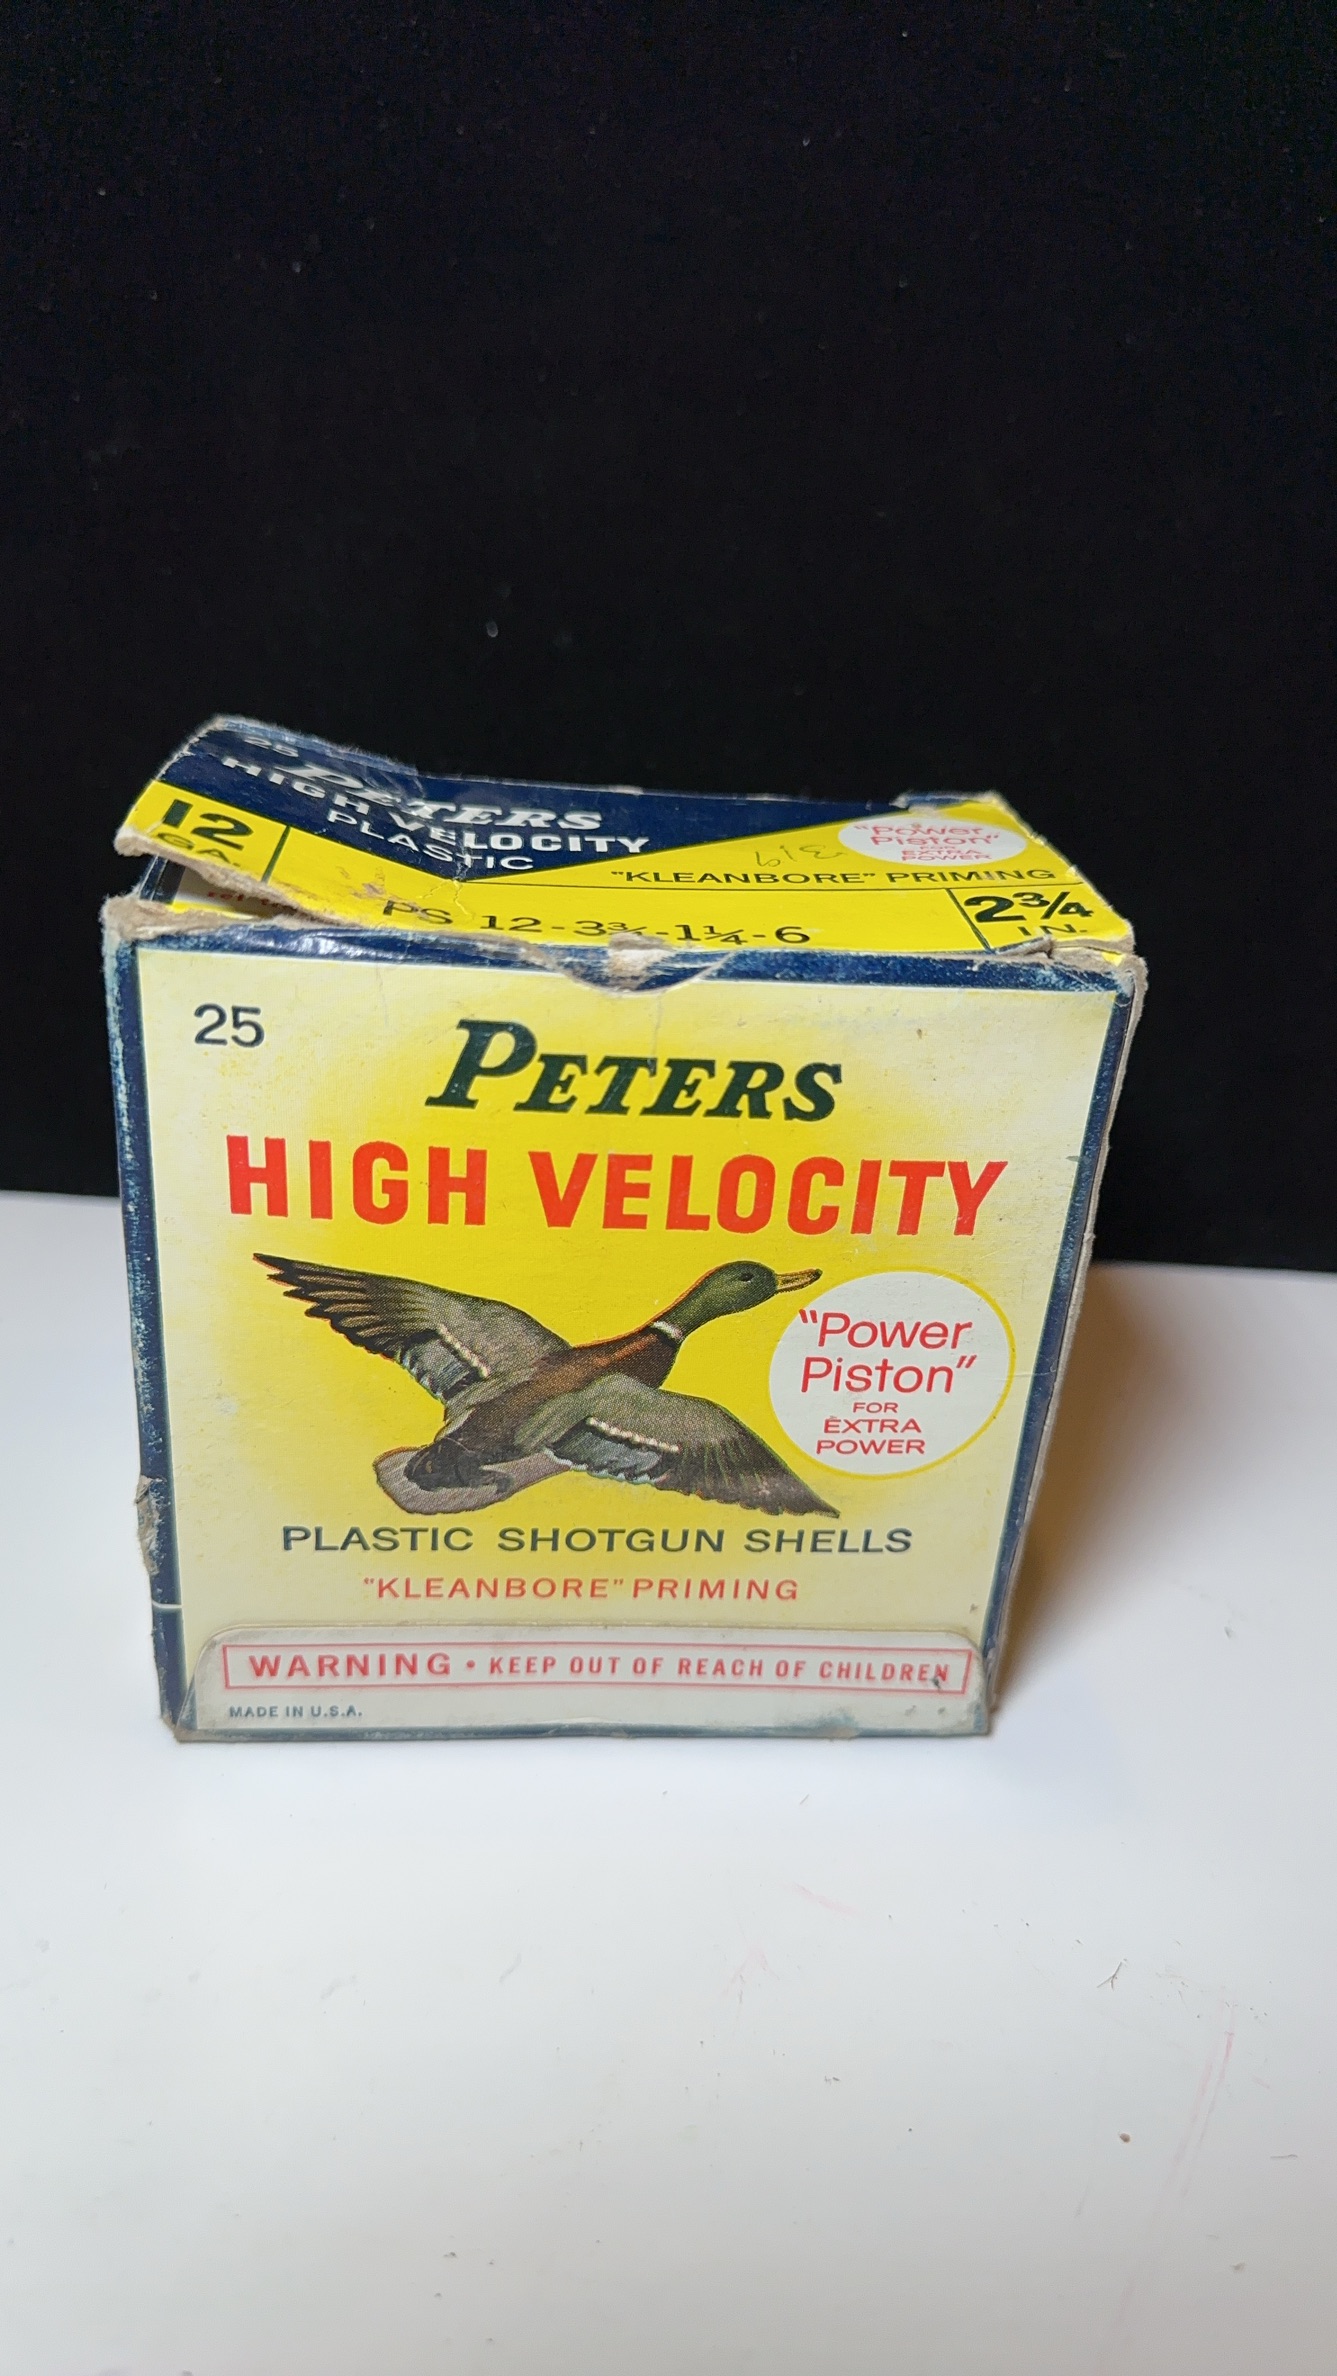 25
PETERS
HIGH VELOCITY
PLASTIC
12
GA.
"Power
Piston"
FOR
EXTRA
POWER
"KLEANBORE" PRIMING
PS 12-3¾-1¼-6
2¾
IN.
25
PETERS
HIGH VELOCITY
"Power
Piston"
FOR
EXTRA
POWER
PLASTIC SHOTGUN SHELLS
"KLEANBORE" PRIMING
WARNING • KEEP OUT OF REACH OF CHILDREN
MADE IN U.S.A.